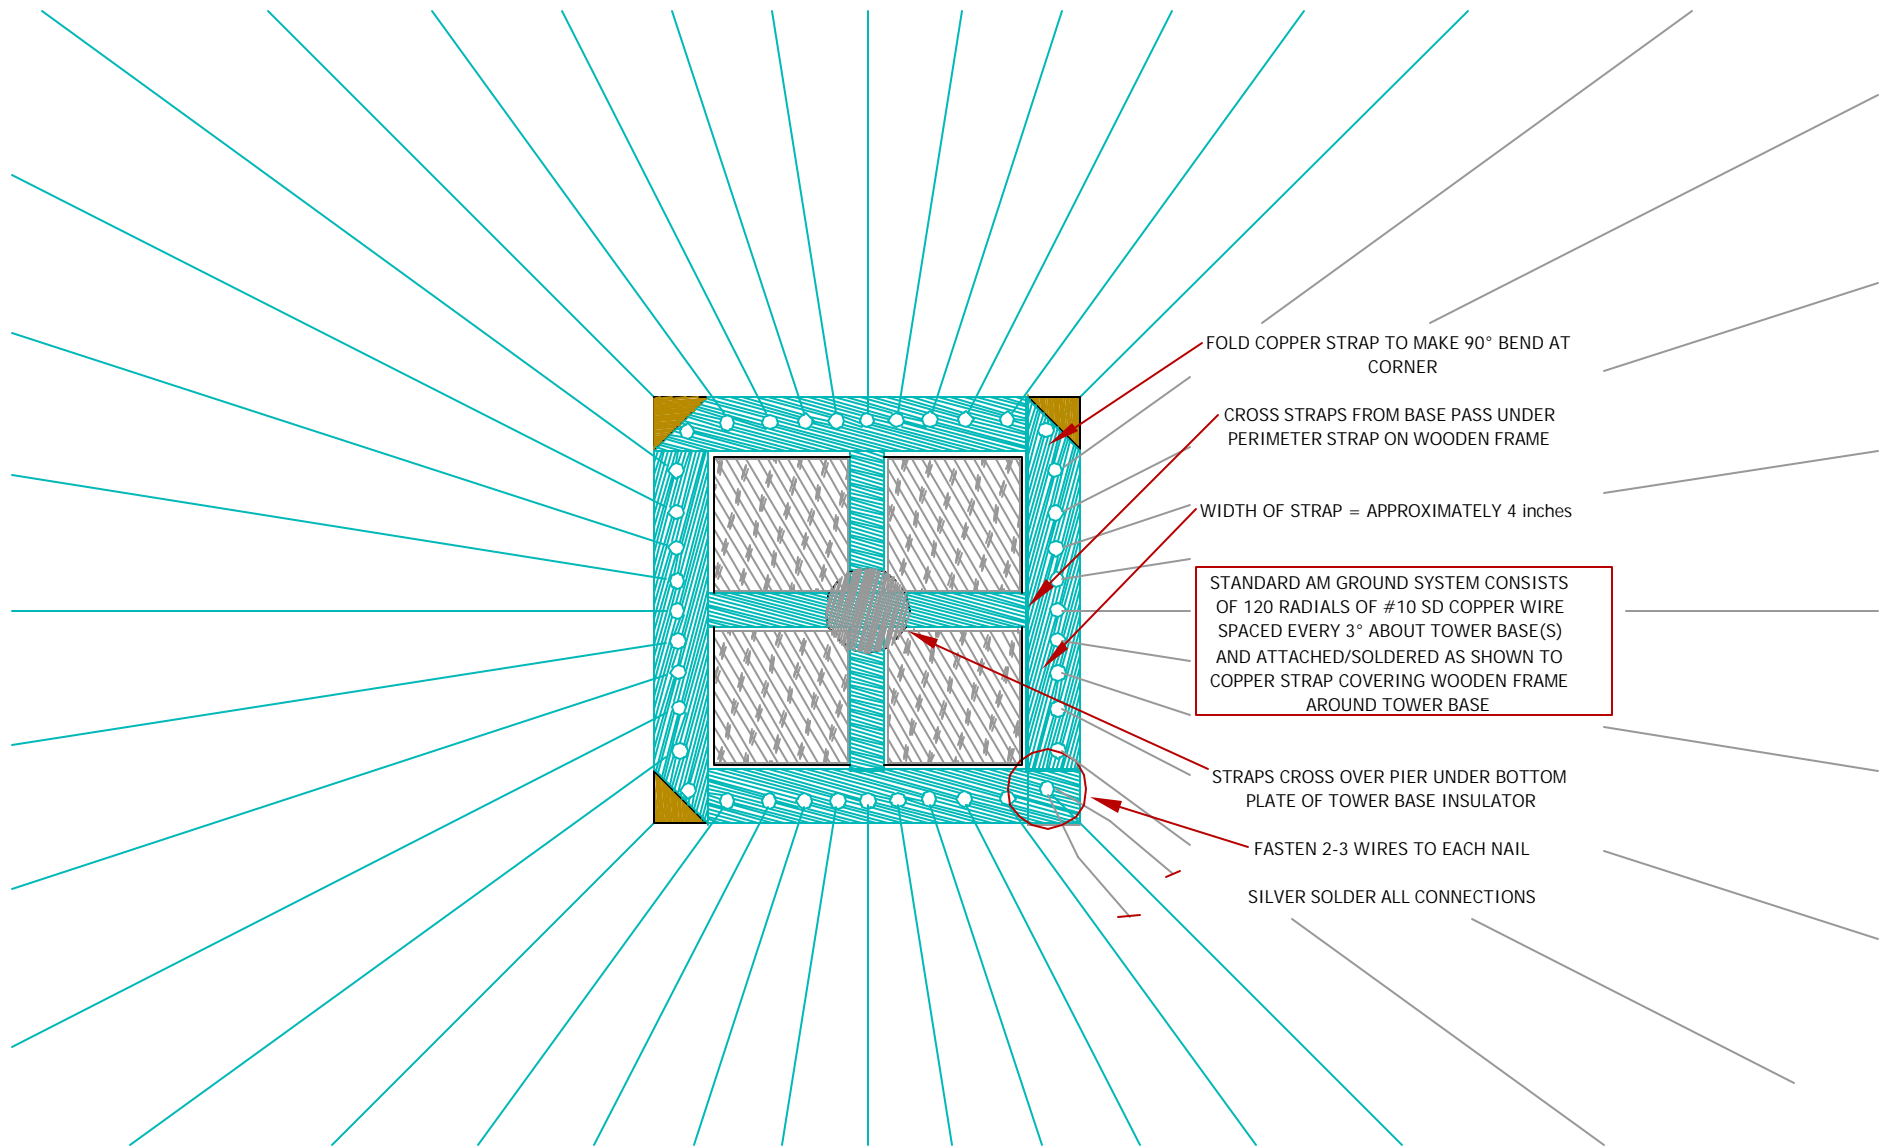 FOLD COPPER STRAP TO MAKE 90° BEND AT
CORNER
CROSS STRAPS FROM BASE PASS UNDER
PERIMETER STRAP ON WOODEN FRAME
WIDTH OF STRAP = APPROXIMATELY 4 inches
STANDARD AM GROUND SYSTEM CONSISTS
OF 120 RADIALS OF #10 SD COPPER WIRE
SPACED EVERY 3° ABOUT TOWER BASE(S)
AND ATTACHED/SOLDERED AS SHOWN TO
COPPER STRAP COVERING WOODEN FRAME
AROUND TOWER BASE
STRAPS CROSS OVER PIER UNDER BOTTOM
PLATE OF TOWER BASE INSULATOR
FASTEN 2-3 WIRES TO EACH NAIL
SILVER SOLDER ALL CONNECTIONS